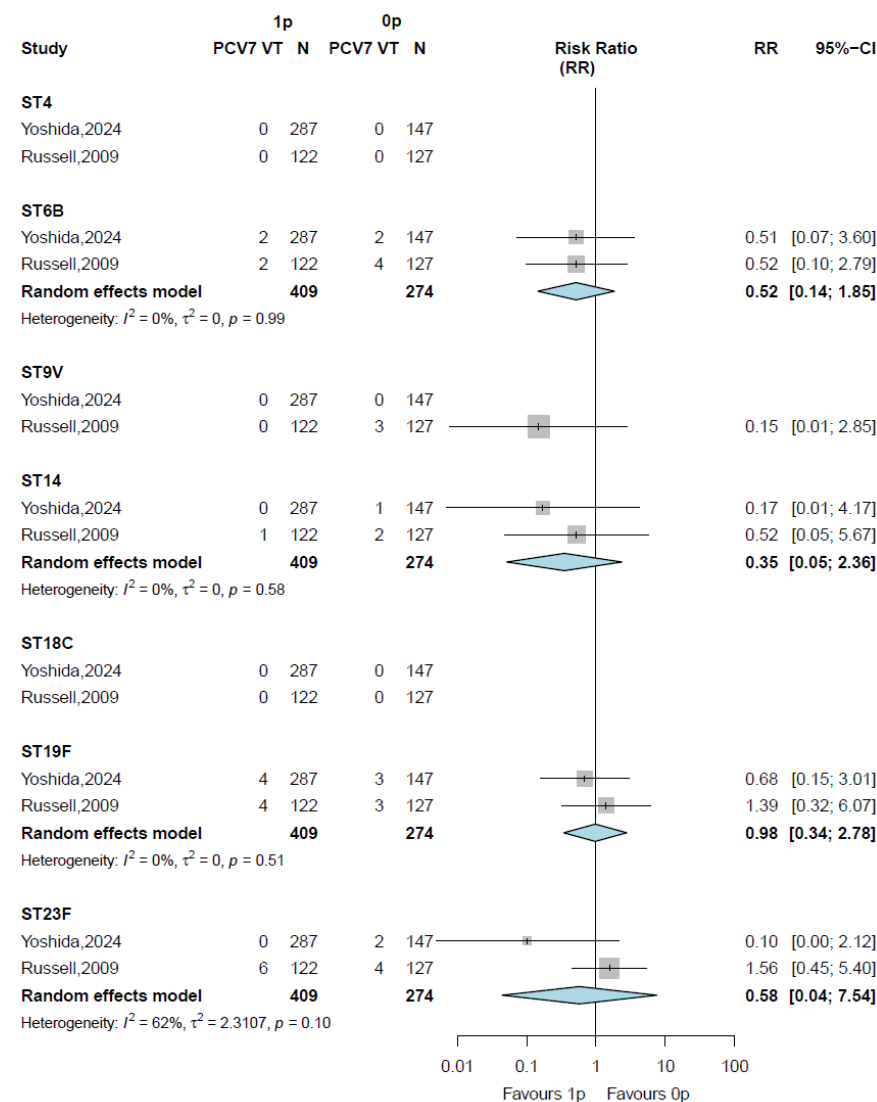 1p 0p
Study PCV7 VT N PCV7 VT N Risk Ratio RR 95%−CI
(RR)
ST4
Yoshida,2024 0 287 0 147
Russell,2009 0 122 0 127
ST6B
Yoshida,2024 2 287 2 147 0.51 [0.07; 3.60]
Russell,2009 2 122 4 127 0.52 [0.10; 2.79]
Random effects model 409 274 0.52 [0.14; 1.85]
Heterogeneity: I² = 0%, τ² = 0, p = 0.99
ST9V
Yoshida,2024 0 287 0 147
Russell,2009 0 122 3 127 0.15 [0.01; 2.85]
ST14
Yoshida,2024 0 287 1 147 0.17 [0.01; 4.17]
Russell,2009 1 122 2 127 0.52 [0.05; 5.67]
Random effects model 409 274 0.35 [0.05; 2.36]
Heterogeneity: I² = 0%, τ² = 0, p = 0.58
ST18C
Yoshida,2024 0 287 0 147
Russell,2009 0 122 0 127
ST19F
Yoshida,2024 4 287 3 147 0.68 [0.15; 3.01]
Russell,2009 4 122 3 127 1.39 [0.32; 6.07]
Random effects model 409 274 0.98 [0.34; 2.78]
Heterogeneity: I² = 0%, τ² = 0, p = 0.51
ST23F
Yoshida,2024 0 287 2 147 0.10 [0.00; 2.12]
Russell,2009 6 122 4 127 1.56 [0.45; 5.40]
Random effects model 409 274 0.58 [0.04; 7.54]
Heterogeneity: I² = 62%, τ² = 2.3107, p = 0.10
0.01 0.1 1 10 100
Favours 1p Favours 0p